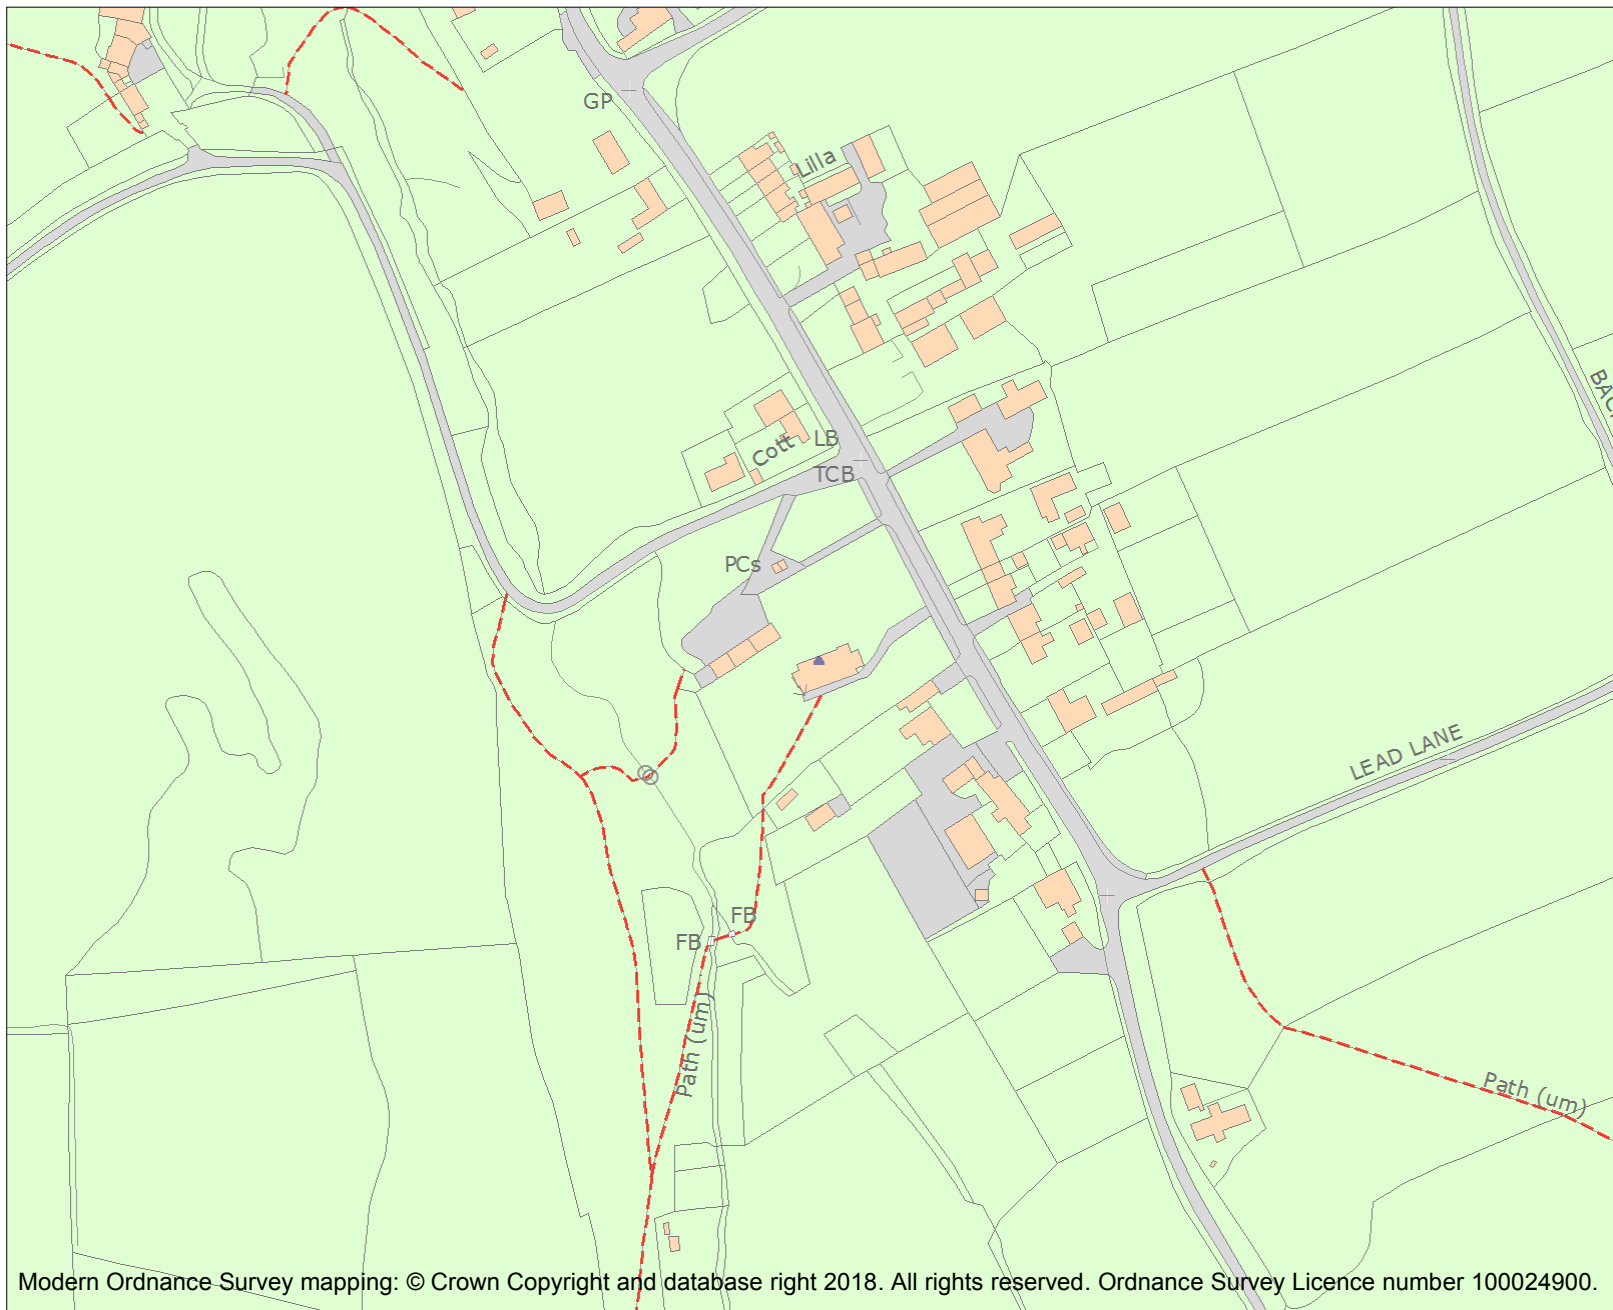 GP
Lilla
LB
Cott
TCB
PCs
LEAD LANE
FB
FB
Path (um)
Path (um)
Modern Ordnance Survey mapping: © Crown Copyright and database right 2018. All rights reserved. Ordnance Survey Licence number 100024900.